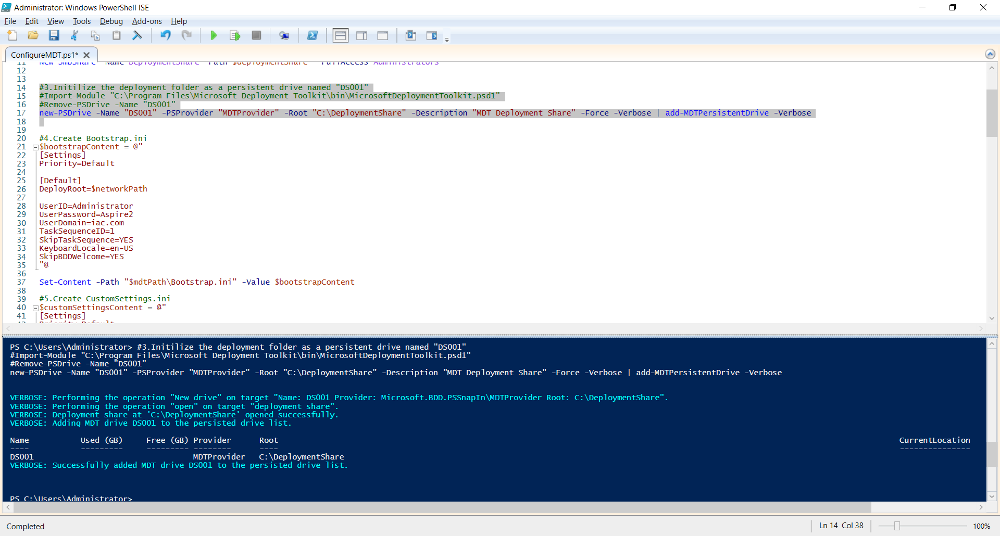 Administrator: Windows PowerShell ISE
File Edit View Tools Debug Add-ons Help
ConfigureMDT.ps1*
11 New-SmbShare -Name DeploymentShare -Path $deploymentShare -FullAccess Administrators
12
13
14 #3.Initilize the deployment folder as a persistent drive named "DS001"
15 #Import-Module "C:\Program Files\Microsoft Deployment Toolkit\bin\MicrosoftDeploymentToolkit.psd1"
16 #Remove-PSDrive -Name "DS001"
17 new-PSDrive -Name "DS001" -PSProvider "MDTProvider" -Root "C:\DeploymentShare" -Description "MDT Deployment Share" -Force -Verbose | add-MDTPersistentDrive -Verbose
18
19
20 #4.Create Bootstrap.ini
21 $bootstrapContent = @"
22 [Settings]
23 Priority=Default
24
25 [Default]
26 DeployRoot=$networkPath
27
28 UserID=Administrator
29 UserPassword=Aspire2
30 UserDomain=iac.com
31 TaskSequenceID=1
32 SkipTaskSequence=YES
33 KeyboardLocale=en-US
34 SkipBDDWelcome=YES
35 "@
36
37 Set-Content -Path "$mdtPath\Bootstrap.ini" -Value $bootstrapContent
38
39 #5.Create CustomSettings.ini
40 $customSettingsContent = @"
41 [Settings]
42 Priority=Default
PS C:\Users\Administrator> #3.Initilize the deployment folder as a persistent drive named "DS001"
#Import-Module "C:\Program Files\Microsoft Deployment Toolkit\bin\MicrosoftDeploymentToolkit.psd1"
#Remove-PSDrive -Name "DS001"
new-PSDrive -Name "DS001" -PSProvider "MDTProvider" -Root "C:\DeploymentShare" -Description "MDT Deployment Share" -Force -Verbose | add-MDTPersistentDrive -Verbose
VERBOSE: Performing the operation "New drive" on target "Name: DS001 Provider: Microsoft.BDD.PSSnapIn\MDTProvider Root: C:\DeploymentShare".
VERBOSE: Performing the operation "open" on target "deployment share".
VERBOSE: Deployment share at 'C:\DeploymentShare' opened successfully.
VERBOSE: Adding MDT drive DS001 to the persisted drive list.
Name Used (GB) Free (GB) Provider Root CurrentLocation
---- --------- --------- -------- ---- ---------------
DS001 MDTProvider C:\DeploymentShare
VERBOSE: Successfully added MDT drive DS001 to the persisted drive list.
PS C:\Users\Administrator>
Completed
Ln 14 Col 38
100%